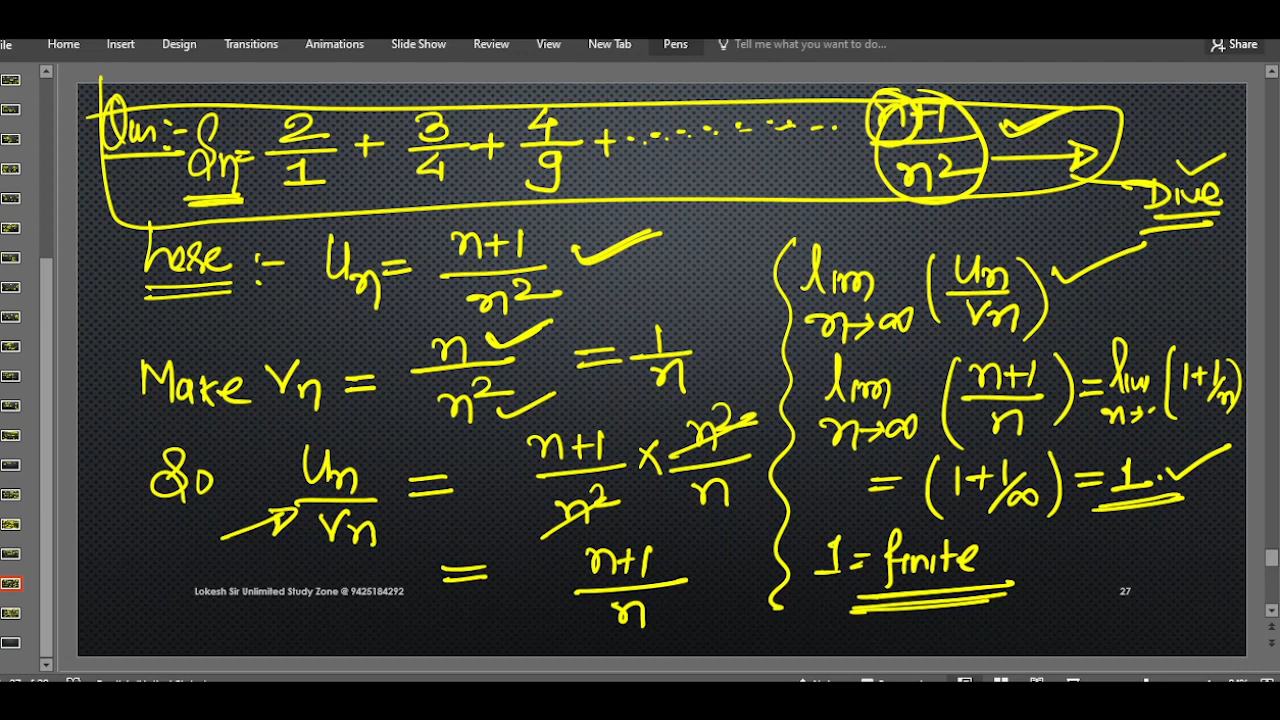 File Home Insert Design Transitions Animations Slide Show Review View New Tab Pens Tell me what you want to do... Share
Que:- Sn = 2/1 + 3/4 + 4/9 + ............ n+1/n²
Dive
here :- Un = n+1/n²
Make Vn = n/n² = 1/n
So Un/Vn = n+1/n² × n²/n
= n+1/n
lim n→∞ (Un/Vn)
lim n→∞ (n+1/n) = lim n→ (1+1/n)
= (1+1/∞) = 1.
1 = finite
Lokesh Sir Unlimited Study Zone @ 9425184292
27